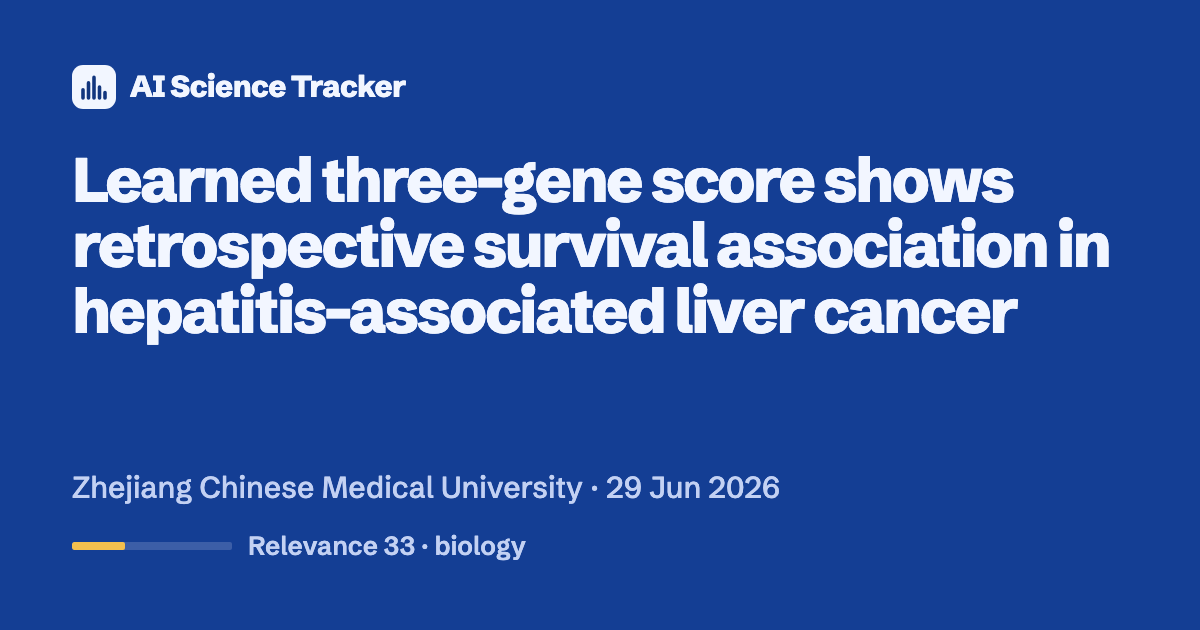 AI Science Tracker
Learned three-gene score shows
retrospective survival association in
hepatitis-associated liver cancer
Zhejiang Chinese Medical University · 29 Jun 2026
Relevance 33 · biology